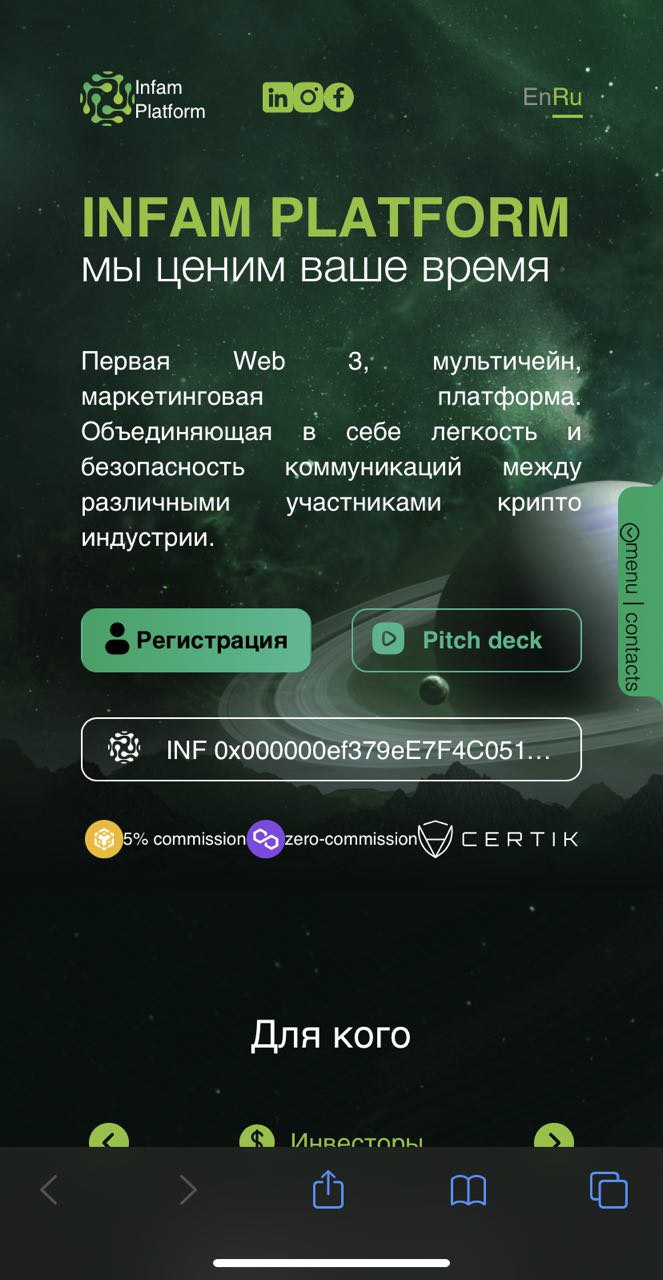 Infam
Platform
EnRu
INFAM PLATFORM
мы ценим ваше время
Первая Web 3, мультичейн,
маркетинговая платформа.
Объединяющая в себе легкость и
безопасность коммуникаций между
различными участниками крипто
индустрии.
menu | contacts
Регистрация
Pitch deck
INF 0x000000ef379eE7F4C051...
5% commission
zero-commission
CERTIK
Для кого
Инвесторы